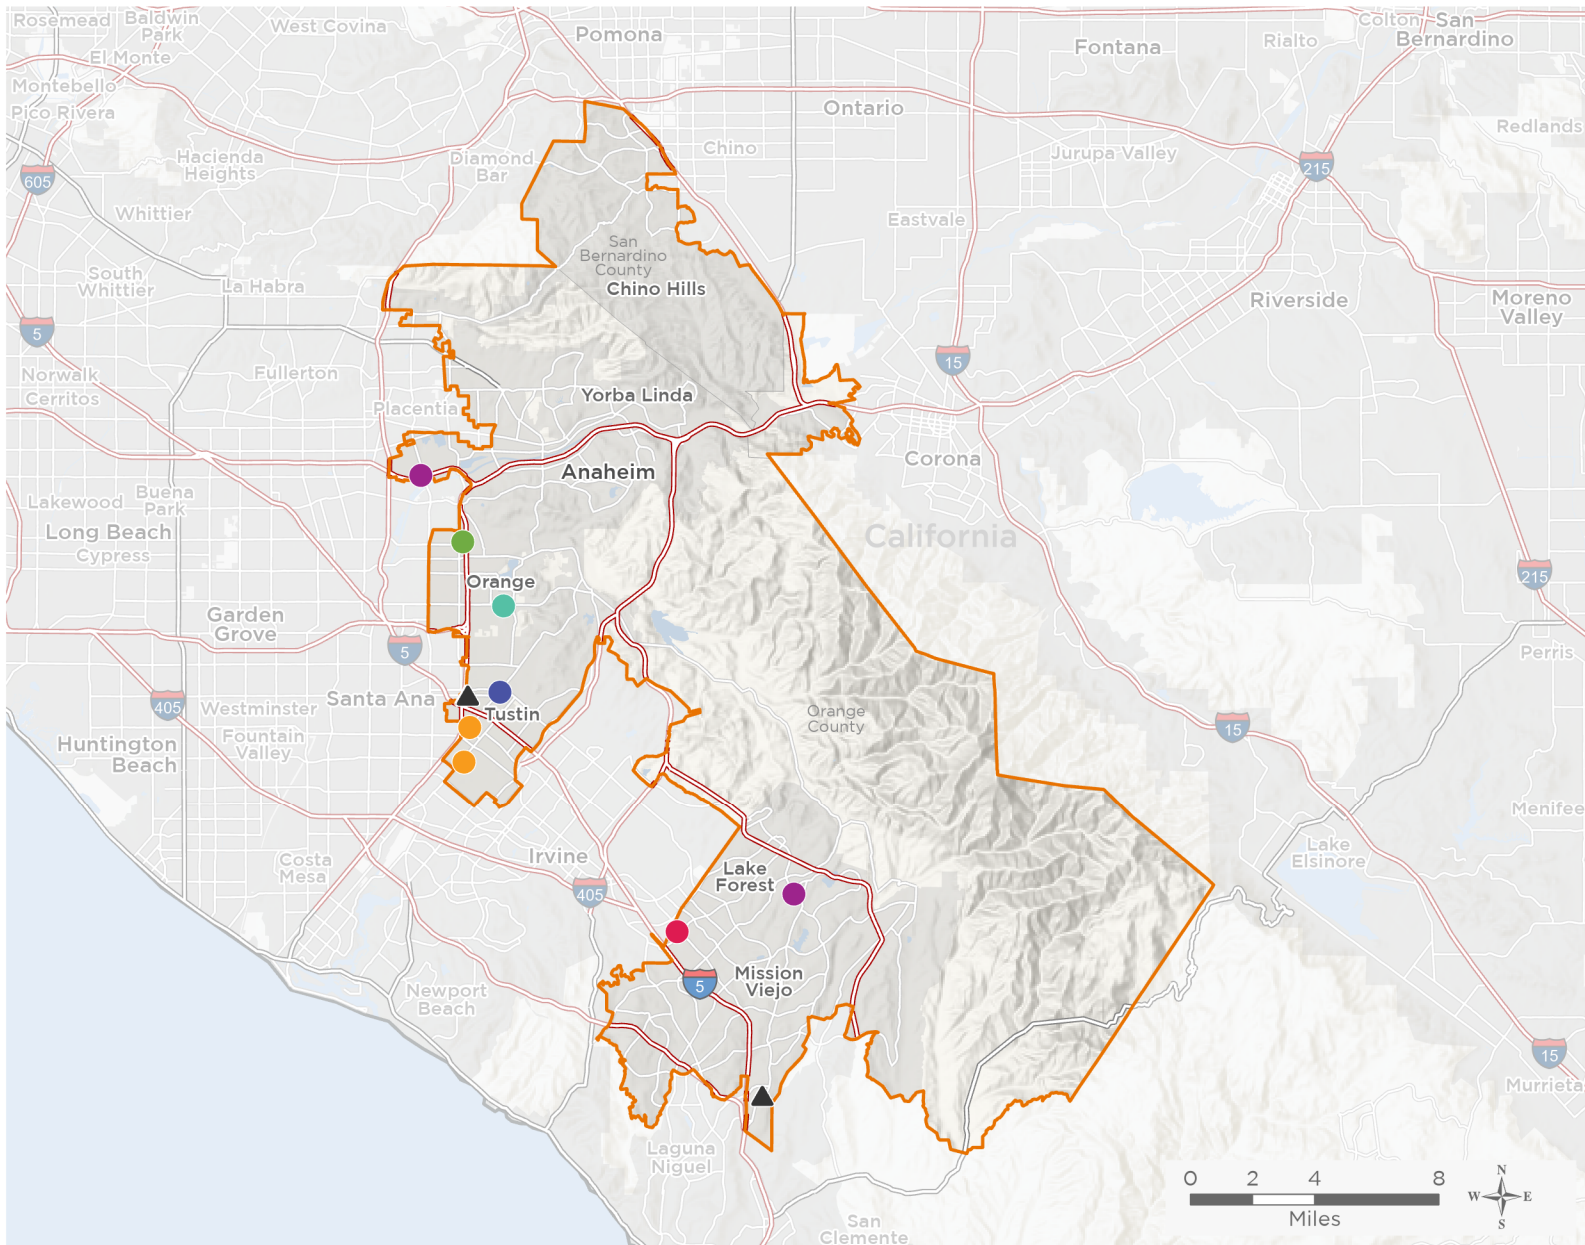 Rosemead
Baldwin
Park
West Covina
Pomona
Fontana
Colton
San
Bernardino
Rialto
El Monte
Montebello
Pico Rivera
Ontario
Redlands
Hacienda
Heights
Diamond
Bar
Chino
Jurupa Valley
215
605
Whittier
Eastvale
San
Bernardino
County
Chino Hills
South
Whittier
La Habra
Riverside
Moreno
Valley
5
15
Norwalk
Cerritos
Fullerton
Placentia
Yorba Linda
Anaheim
Corona
Lakewood
Buena
Park
Long Beach
Cypress
California
215
Orange
Garden
Grove
5
Perris
Santa Ana
405
Westminster
Tustin
Orange
County
15
Fountain
Valley
Huntington
Beach
Menifee
Lake
Elsinore
Costa
Mesa
Irvine
405
Lake
Forest
Mission
Viejo
5
Newport
Beach
15
Murrieta
Laguna
Niguel
San
Clemente
0 2 4 8
Miles
N
W E
S